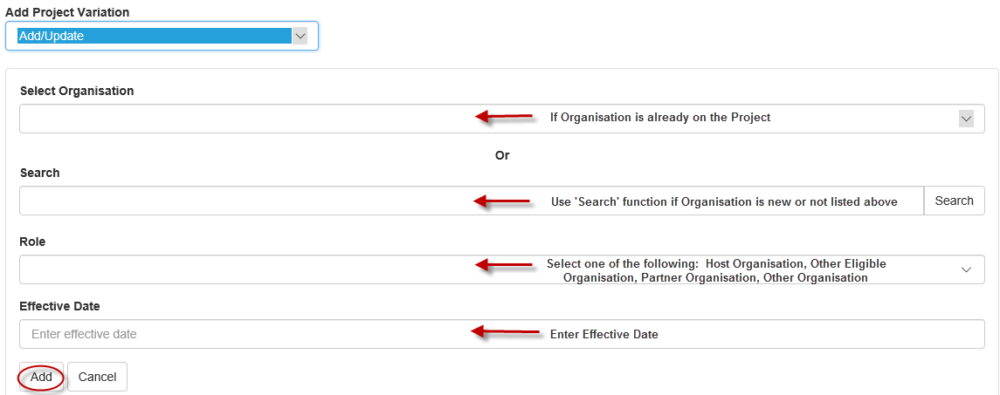 Add Project Variation
Add/Update
Select Organisation
If Organisation is already on the Project
Or
Search
Use 'Search' function if Organisation is new or not listed above
Search
Role
Select one of the following:  Host Organisation, Other Eligible
Organisation, Partner Organisation, Other Organisation
Effective Date
Enter effective date
Enter Effective Date
Add
Cancel